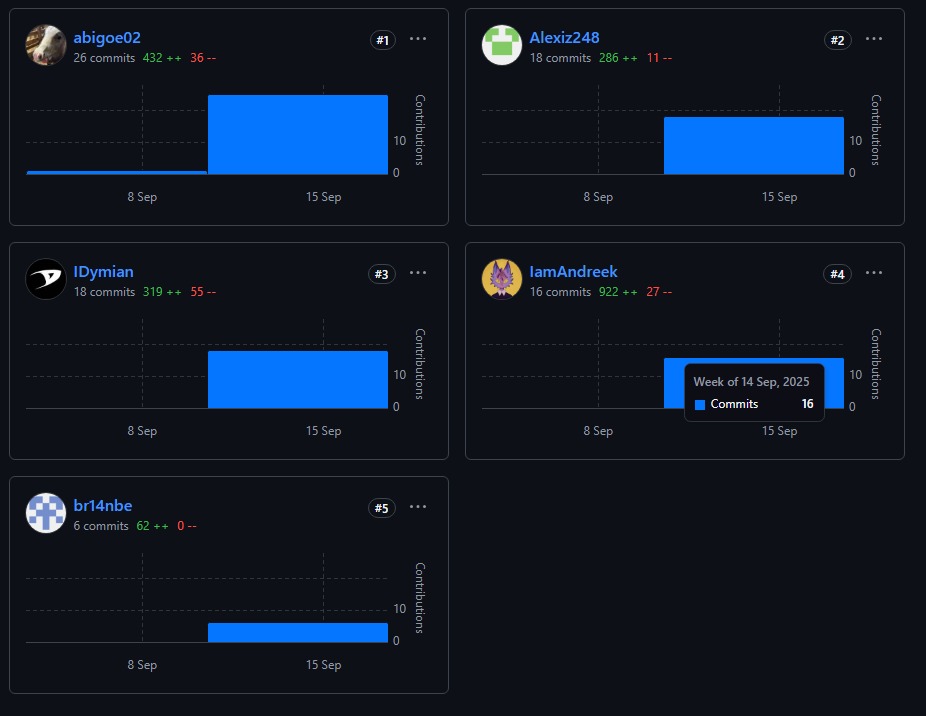 abigoe02
#1
26 commits 432 ++ 36 --
Contributions
10
0
8 Sep 15 Sep
Alexiz248
#2
18 commits 286 ++ 11 --
Contributions
10
0
8 Sep 15 Sep
IDymian
#3
18 commits 319 ++ 55 --
Contributions
10
0
8 Sep 15 Sep
IamAndreek
#4
16 commits 922 ++ 27 --
Contributions
10
0
Week of 14 Sep, 2025
Commits 16
8 Sep 15 Sep
br14nbe
#5
6 commits 62 ++ 0 --
Contributions
10
0
8 Sep 15 Sep